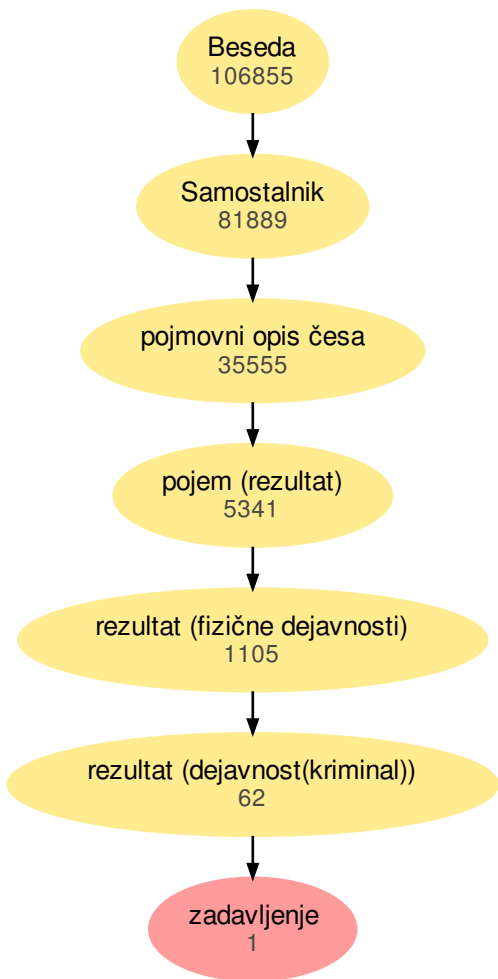 Beseda
106855
Samostalnik
81889
pojmovni opis česa
35555
pojem (rezultat)
5341
rezultat (fizične dejavnosti)
1105
rezultat (dejavnost(kriminal))
62
zadavljenje
1